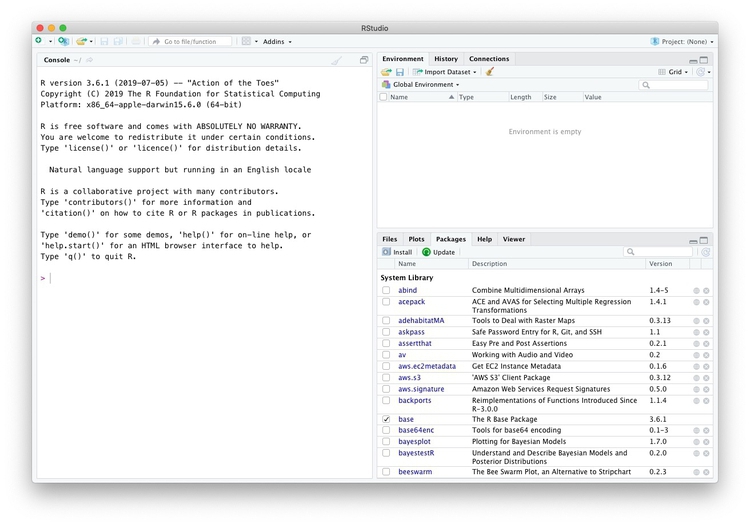 RStudio
Go to file/function
Addins
Project: (None)
Console ~/
R version 3.6.1 (2019-07-05) -- "Action of the Toes"
Copyright (C) 2019 The R Foundation for Statistical Computing
Platform: x86_64-apple-darwin15.6.0 (64-bit)
R is free software and comes with ABSOLUTELY NO WARRANTY.
You are welcome to redistribute it under certain conditions.
Type 'license()' or 'licence()' for distribution details.
Natural language support but running in an English locale
R is a collaborative project with many contributors.
Type 'contributors()' for more information and
'citation()' on how to cite R or R packages in publications.
Type 'demo()' for some demos, 'help()' for on-line help, or
'help.start()' for an HTML browser interface to help.
Type 'q()' to quit R.
>
Environment History Connections
Import Dataset Grid
Global Environment
Name Type Length Size Value
Environment is empty
Files Plots Packages Help Viewer
Install Update
Name Description Version
System Library
abind Combine Multidimensional Arrays 1.4-5
acepack ACE and AVAS for Selecting Multiple Regression 1.4.1
Transformations
adehabitatMA Tools to Deal with Raster Maps 0.3.13
askpass Safe Password Entry for R, Git, and SSH 1.1
assertthat Easy Pre and Post Assertions 0.2.1
av Working with Audio and Video 0.2
aws.ec2metadata Get EC2 Instance Metadata 0.1.6
aws.s3 'AWS S3' Client Package 0.3.12
aws.signature Amazon Web Services Request Signatures 0.5.0
backports Reimplementations of Functions Introduced Since 1.1.4
R-3.0.0
base The R Base Package 3.6.1
base64enc Tools for base64 encoding 0.1-3
bayesplot Plotting for Bayesian Models 1.7.0
bayestestR Understand and Describe Bayesian Models and 0.2.0
Posterior Distributions
beeswarm The Bee Swarm Plot, an Alternative to Stripchart 0.2.3